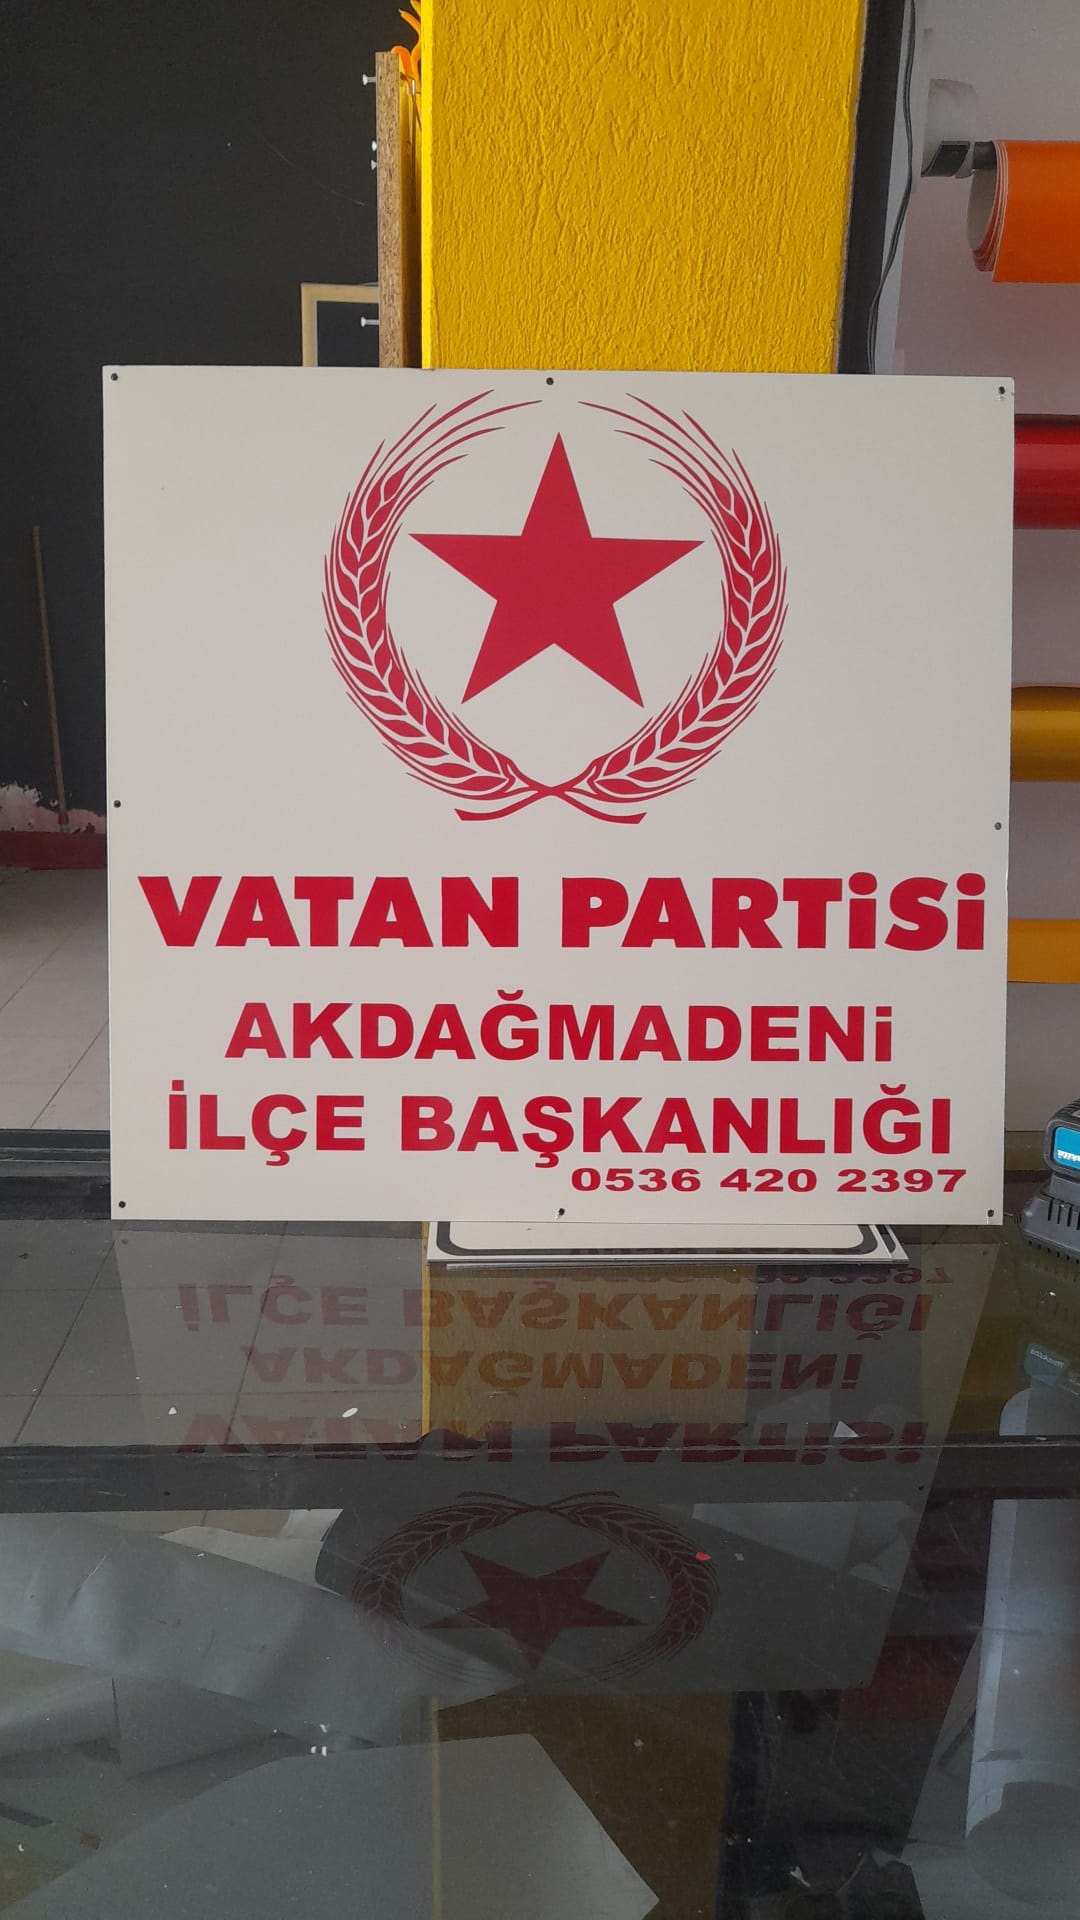 VATAN PARTiSi
AKDAĞMADENi
İLÇE BAŞKANLIĞI
0536 420 2397